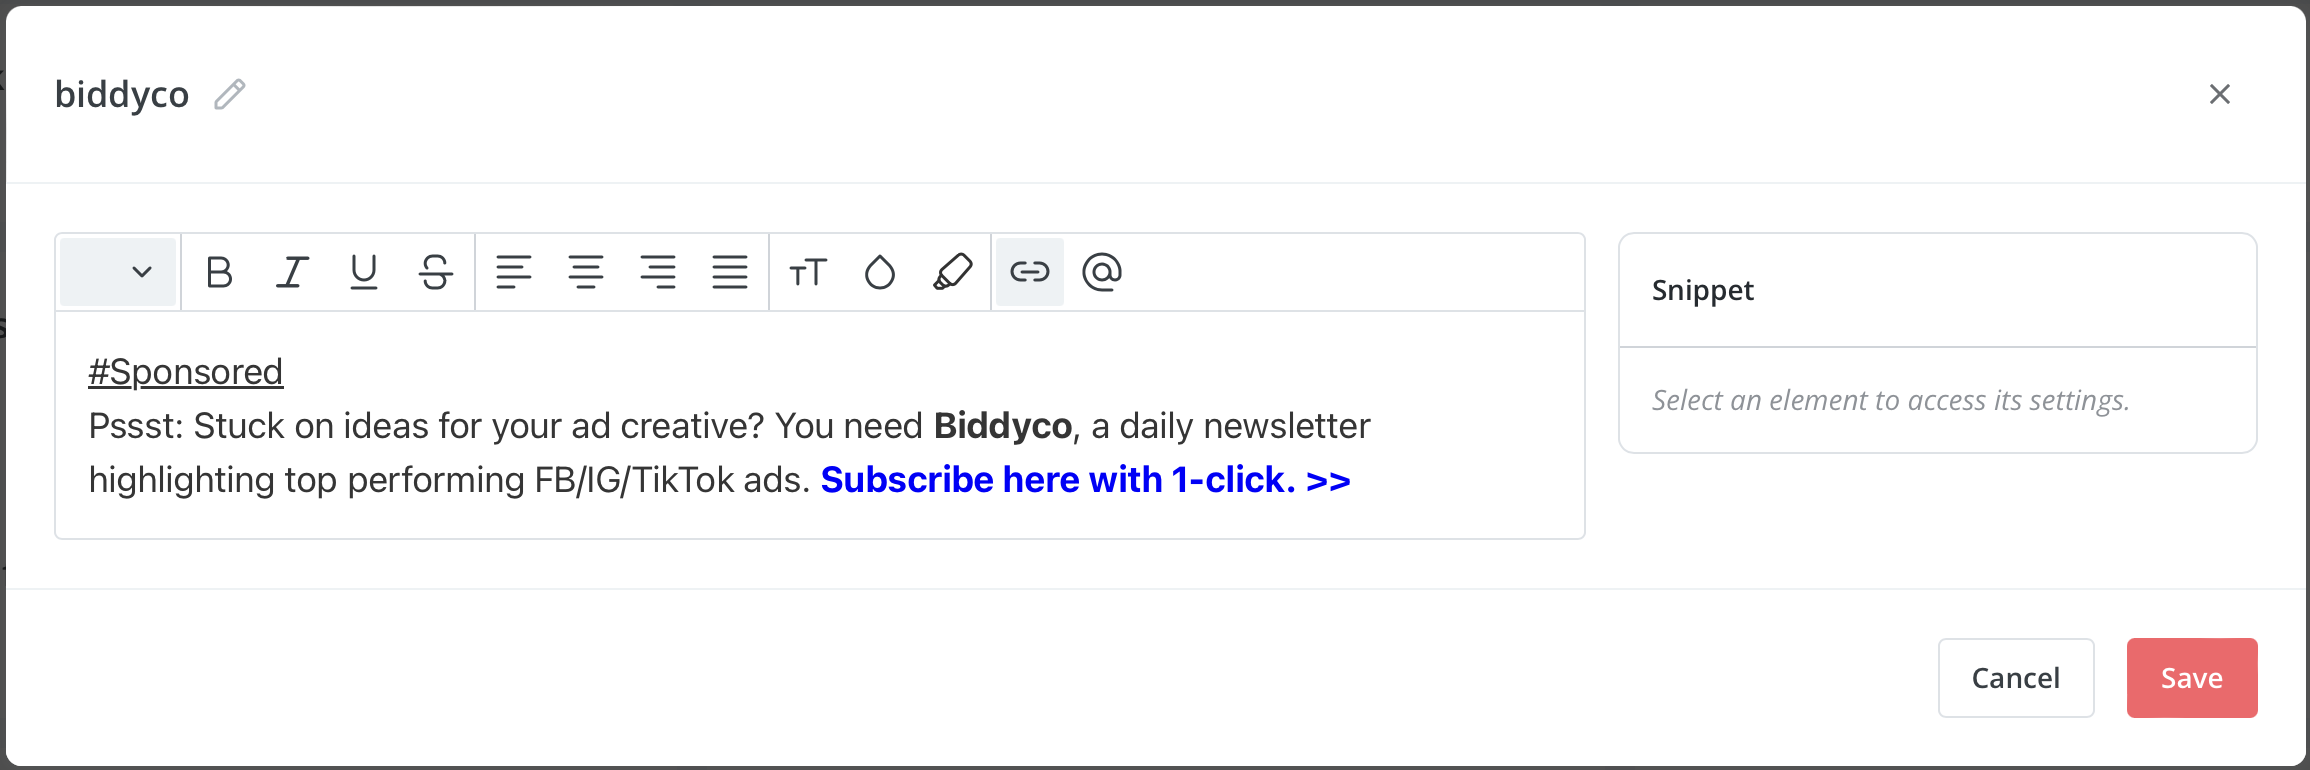 biddyco
#Sponsored
Pssst: Stuck on ideas for your ad creative? You need Biddyco, a daily newsletter
highlighting top performing FB/IG/TikTok ads. Subscribe here with 1-click. >>
Snippet
Select an element to access its settings.
Cancel
Save